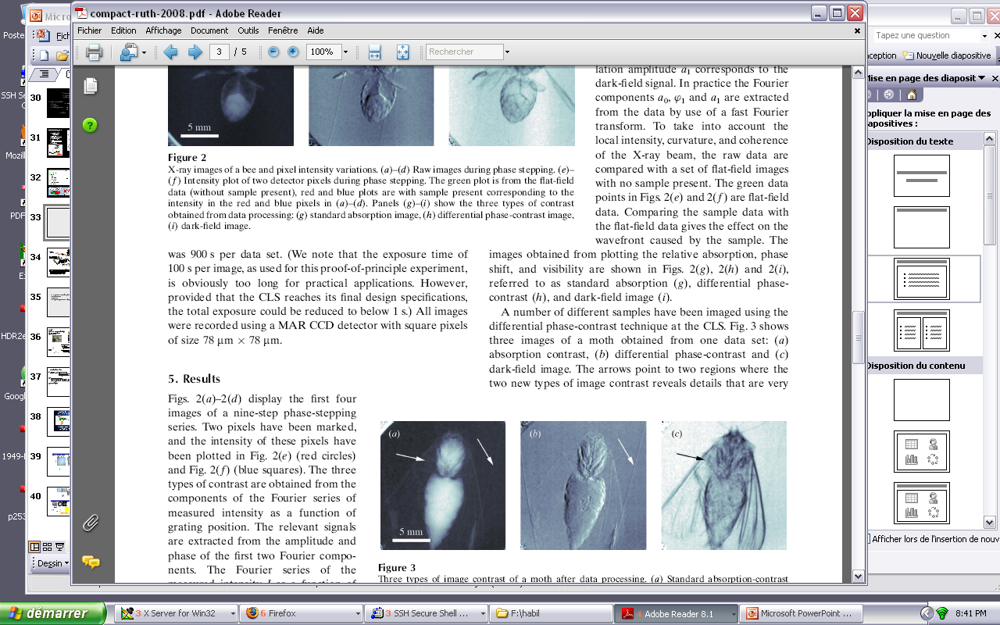 compact-ruth-2008.pdf - Adobe Reader
Fichier Edition Affichage Document Outils Fenêtre Aide
3 / 5 100% Rechercher
5 mm
Figure 2
X-ray images of a bee and pixel intensity variations. (a)–(d) Raw images during phase stepping. (e)–
(f) Intensity plot of two detector pixels during phase stepping. The green plot is from the flat-field
data (without sample present), red and blue plots are with sample present corresponding to the
intensity in the red and blue pixels in (a)–(d). Panels (g)–(i) show the three types of contrast
obtained from data processing: (g) standard absorption image, (h) differential phase-contrast image,
(i) dark-field image.
was 900 s per data set. (We note that the exposure time of
100 s per image, as used for this proof-of-principle experiment,
is obviously too long for practical applications. However,
provided that the CLS reaches its final design specifications,
the total exposure could be reduced to below 1 s.) All images
were recorded using a MAR CCD detector with square pixels
of size 78 µm × 78 µm.
5. Results
Figs. 2(a)–2(d) display the first four
images of a nine-step phase-stepping
series. Two pixels have been marked,
and the intensity of these pixels have
been plotted in Fig. 2(e) (red circles)
and Fig. 2(f) (blue squares). The three
types of contrast are obtained from the
components of the Fourier series of
measured intensity as a function of
grating position. The relevant signals
are extracted from the amplitude and
phase of the first two Fourier compo-
nents. The Fourier series of the
measured intensity I as a function of
lation amplitude a1 corresponds to the
dark-field signal. In practice the Fourier
components a0, φ1 and a1 are extracted
from the data by use of a fast Fourier
transform. To take into account the
local intensity, curvature, and coherence
of the X-ray beam, the raw data are
compared with a set of flat-field images
with no sample present. The green data
points in Figs. 2(e) and 2(f) are flat-field
data. Comparing the sample data with
the flat-field data gives the effect on the
wavefront caused by the sample. The
images obtained from plotting the relative absorption, phase
shift, and visibility are shown in Figs. 2(g), 2(h) and 2(i),
referred to as standard absorption (g), differential phase-
contrast (h), and dark-field image (i).
A number of different samples have been imaged using the
differential phase-contrast technique at the CLS. Fig. 3 shows
three images of a moth obtained from one data set: (a)
absorption contrast, (b) differential phase-contrast and (c)
dark-field image. The arrows point to two regions where the
two new types of image contrast reveals details that are very
(a) (b) (c)
5 mm
Figure 3
Three types of image contrast of a moth after data processing. (a) Standard absorption-contrast
Micro
Fich
30
31
32
33
34
35
36
37
38
39
40
Dessin
Poste
SSH Se
Mozil
PDF
E
HDR2e
Goog
1949-
p253
Tapez une question
ception Nouvelle diapositive
Mise en page des diaposit
ppliquer la mise en page des
apositives :
Disposition du texte
Disposition du contenu
Afficher lors de l'insertion de nouv
démarrer
3 X Server for Win32
6 Firefox
3 SSH Secure Shell ...
F:\habil
4 Adobe Reader 8.1
Microsoft PowerPoint ...
8:41 PM